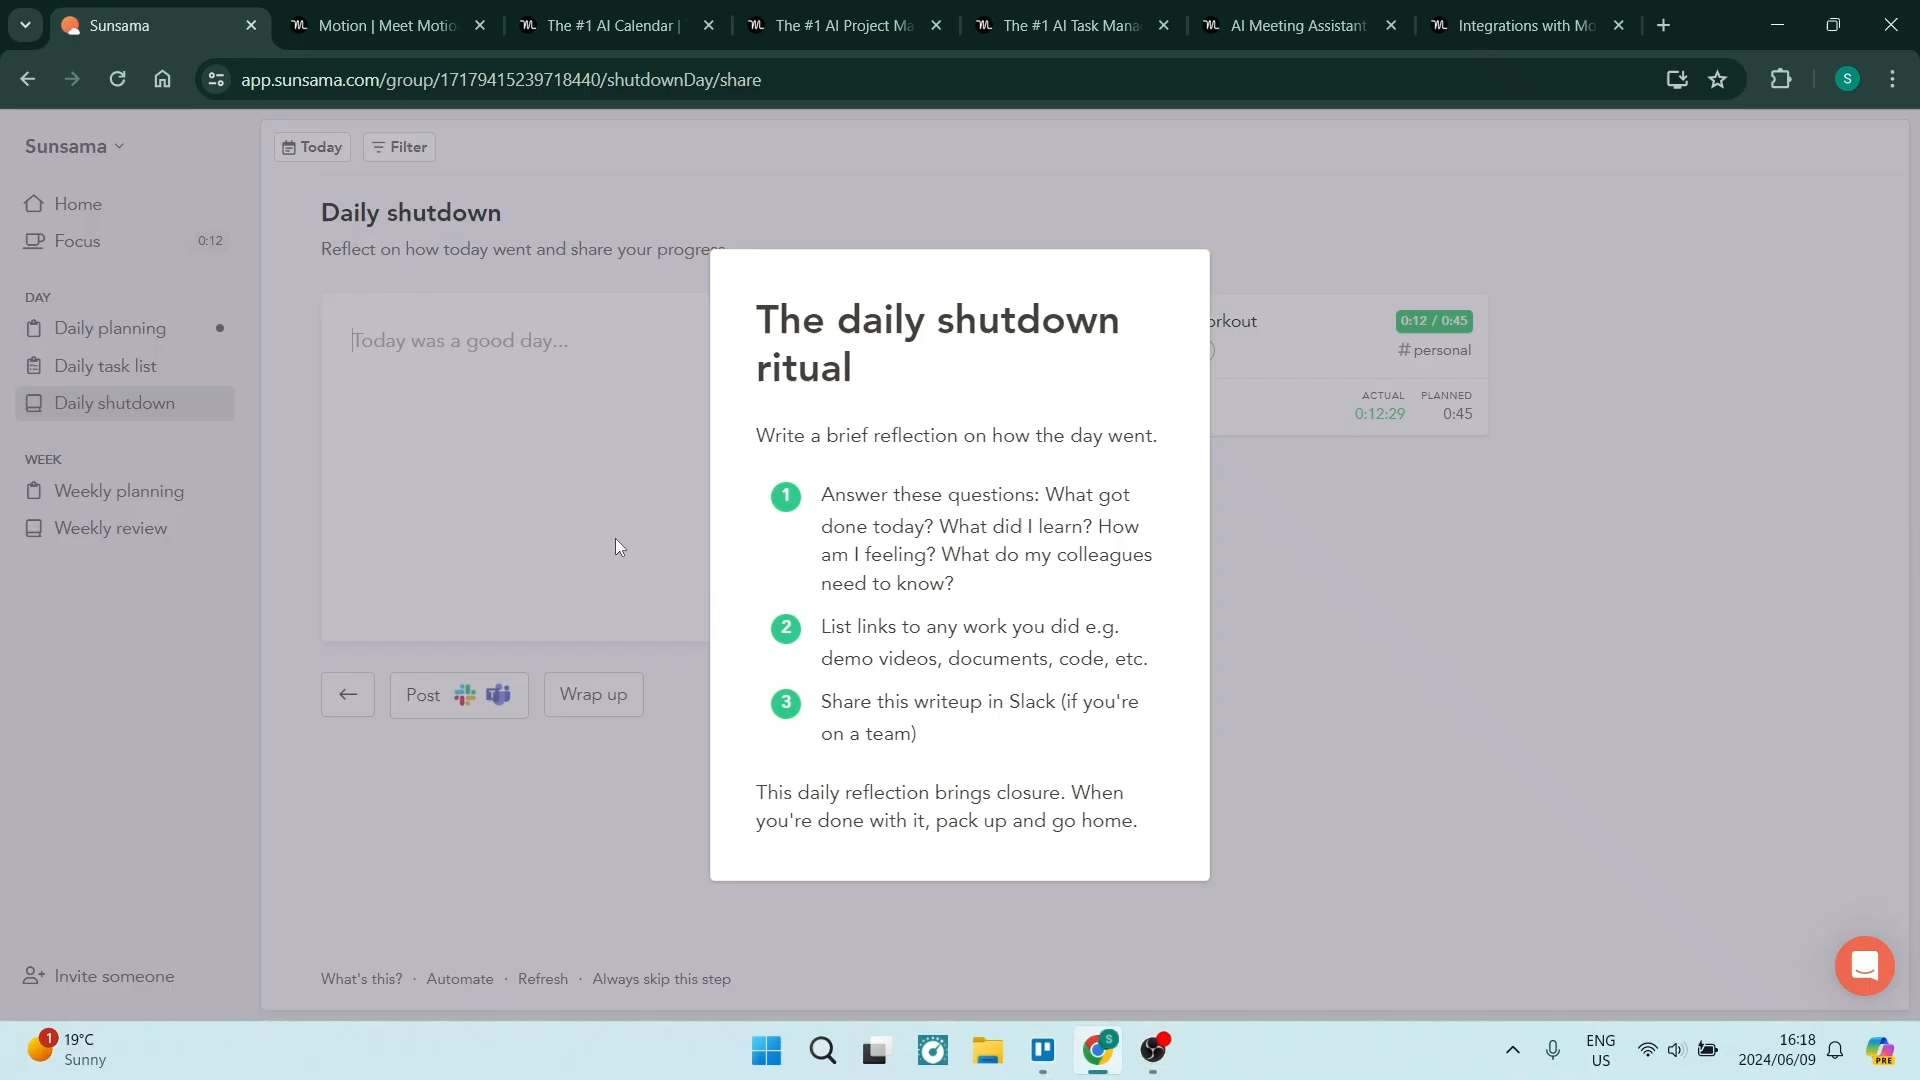 Sunsama
Motion | Meet Motio
The #1 AI Calendar |
The #1 AI Project Ma
The #1 AI Task Mana
AI Meeting Assistant
Integrations with Mo
app.sunsama.com/group/17179415239718440/shutdownDay/share
S
Sunsama
Today
Filter
Home
Focus
0:12
DAY
Daily planning
Daily task list
Daily shutdown
WEEK
Weekly planning
Weekly review
Invite someone
Daily shutdown
Reflect on how today went and share your progress
Today was a good day...
Post
Wrap up
What's this? · Automate · Refresh · Always skip this step
orkout
0:12 / 0:45
# personal
ACTUAL PLANNED
0:12:29 0:45
The daily shutdown
ritual
Write a brief reflection on how the day went.
1 Answer these questions: What got
done today? What did I learn? How
am I feeling? What do my colleagues
need to know?
2 List links to any work you did e.g.
demo videos, documents, code, etc.
3 Share this writeup in Slack (if you're
on a team)
This daily reflection brings closure. When
you're done with it, pack up and go home.
1
19°C
Sunny
S
ENG
US
16:18
2024/06/09
PRE